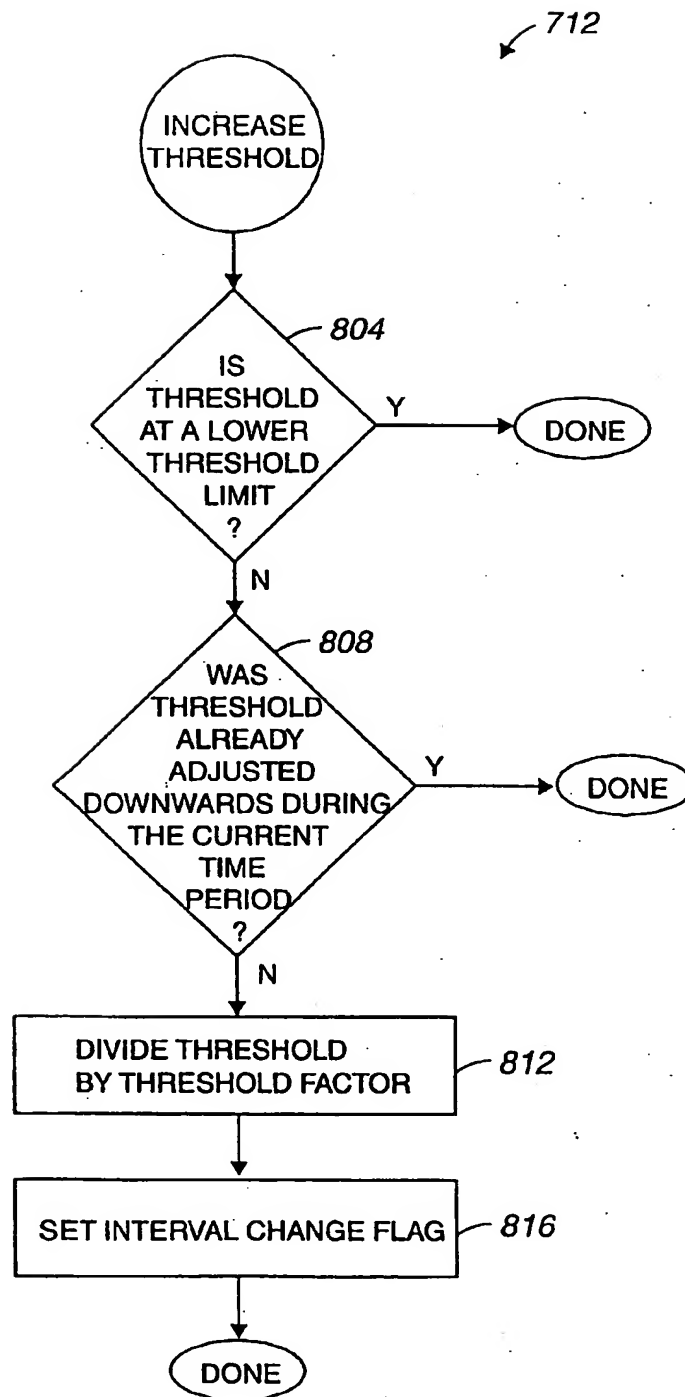 712
INCREASE
THRESHOLD
804
IS
THRESHOLD
AT A LOWER
THRESHOLD
LIMIT
?
Y
DONE
N
808
WAS
THRESHOLD
ALREADY
ADJUSTED
DOWNWARDS DURING
THE CURRENT
TIME
PERIOD
?
Y
DONE
N
DIVIDE THRESHOLD
BY THRESHOLD FACTOR
812
SET INTERVAL CHANGE FLAG
816
DONE